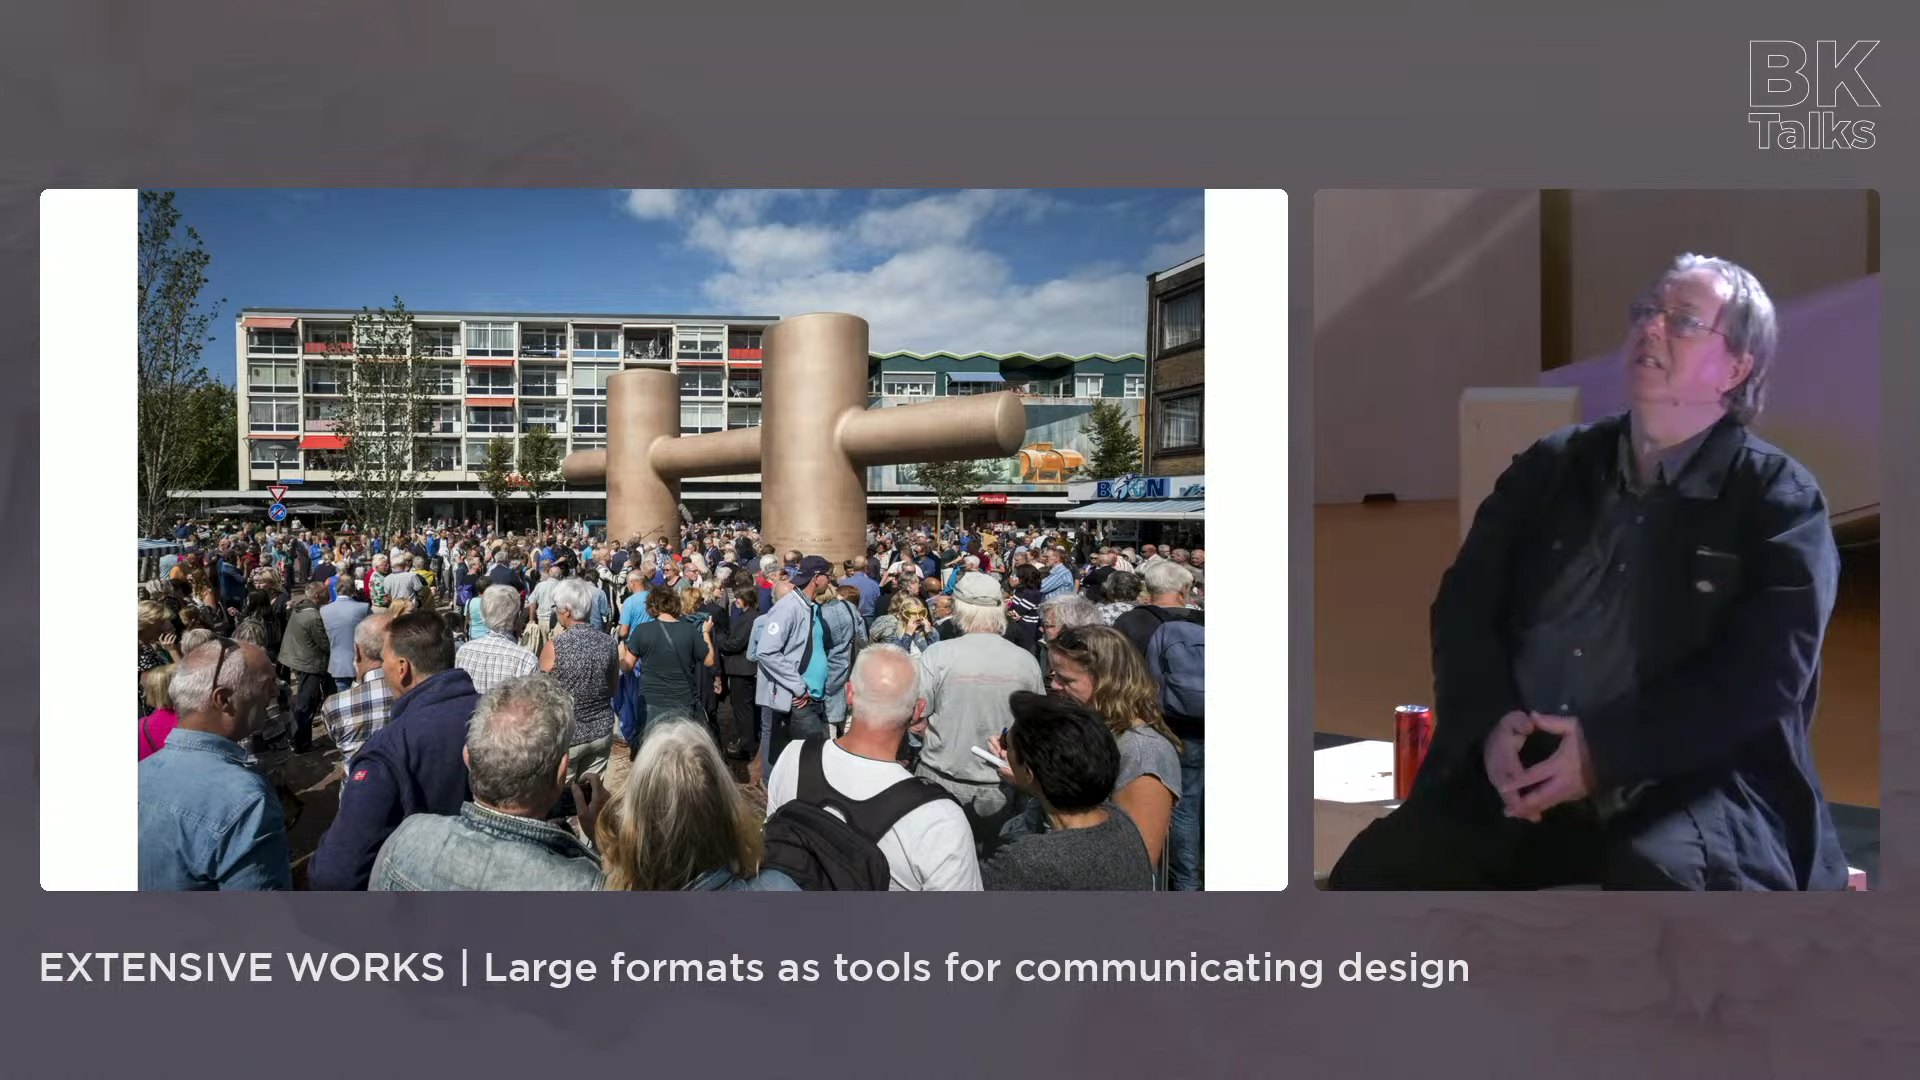 BK
Talks
EXTENSIVE WORKS | Large formats as tools for communicating design